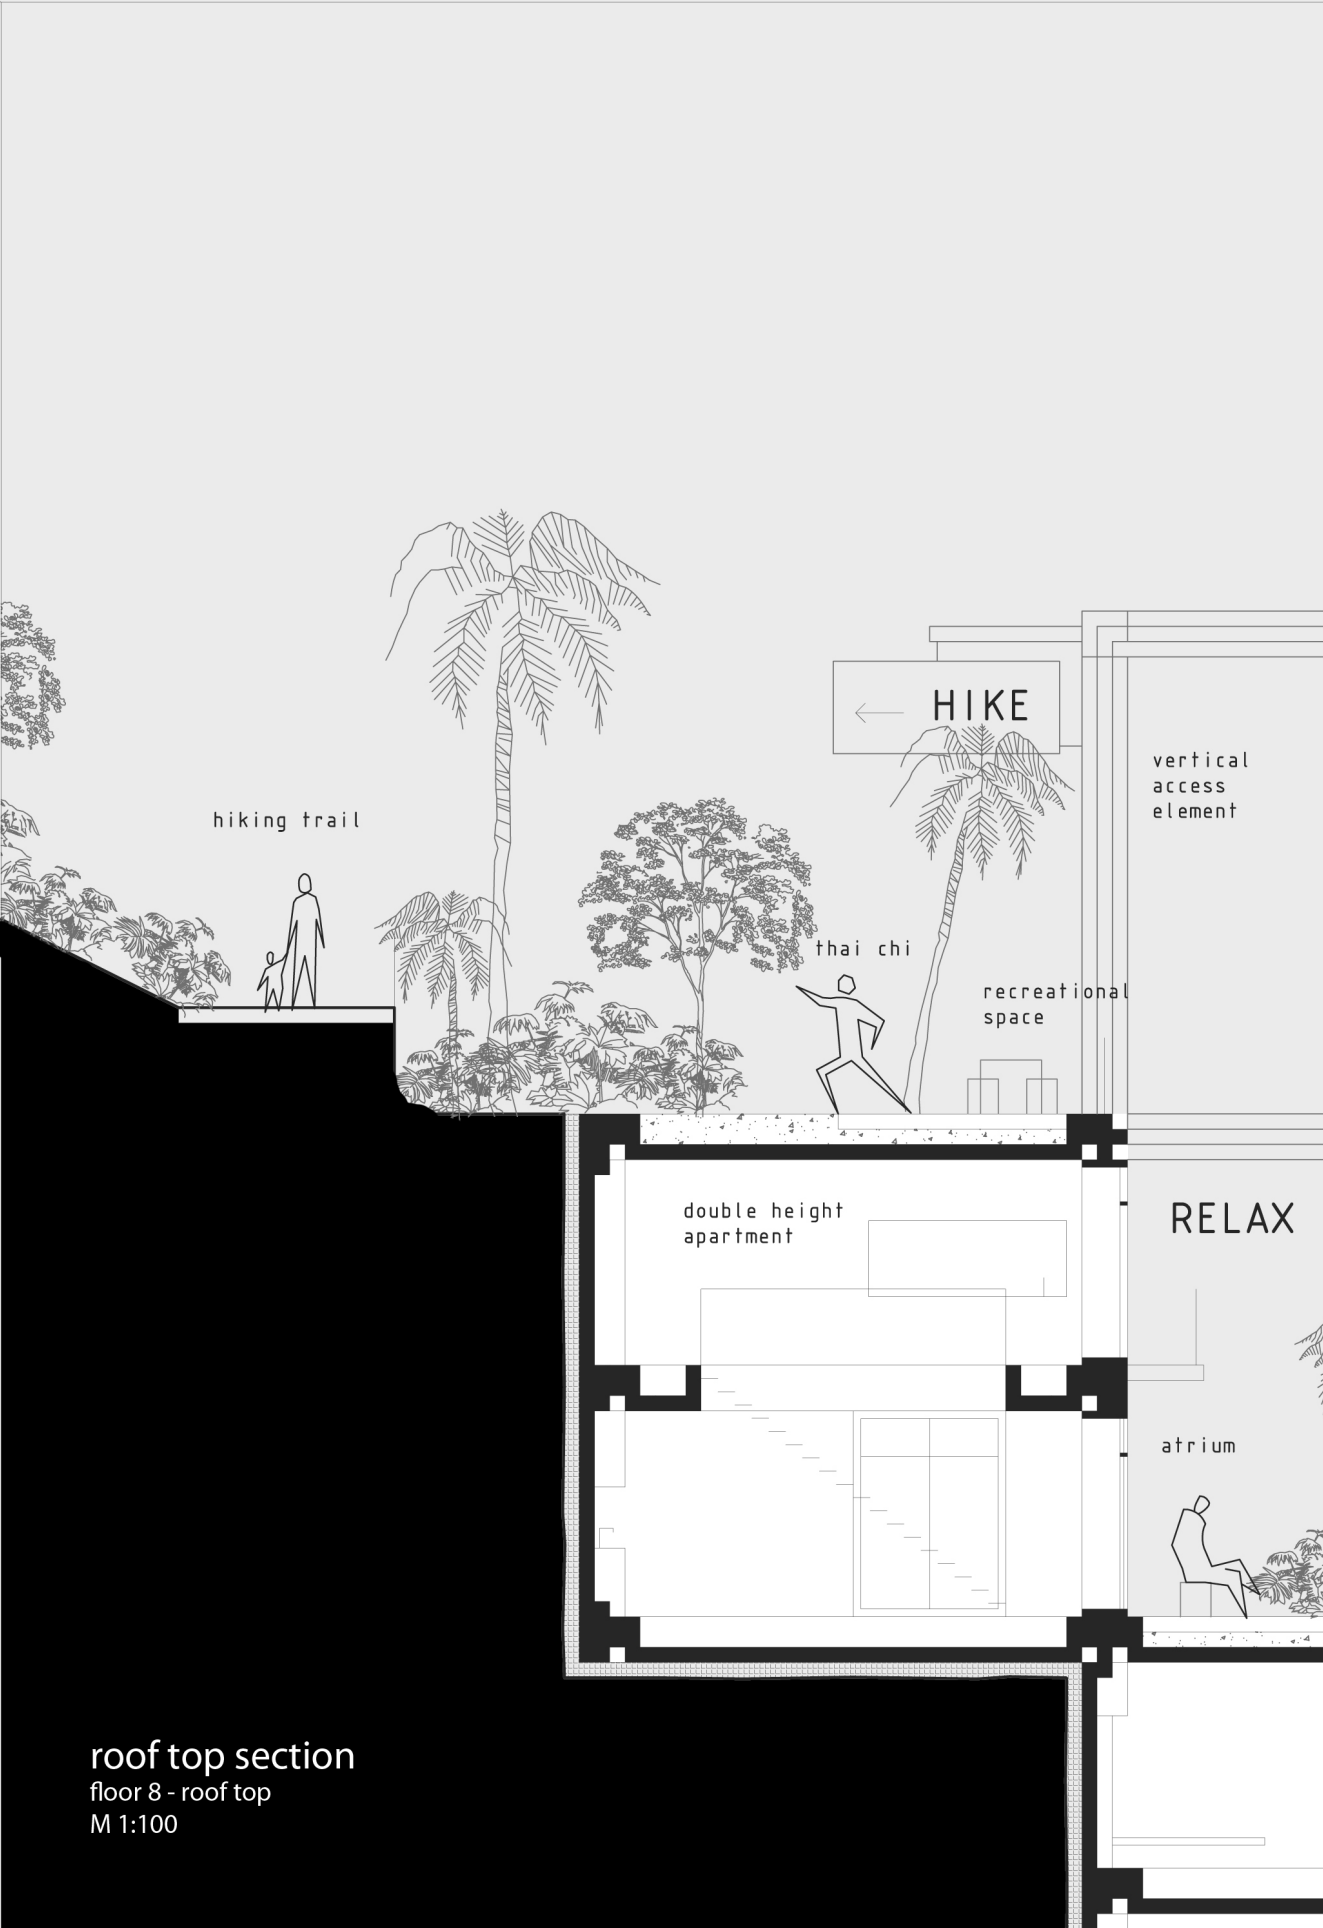 HIKE
vertical
access
element
hiking trail
thai chi
recreational
space
double height
apartment
RELAX
atrium
roof top section
floor 8 - roof top
M 1:100